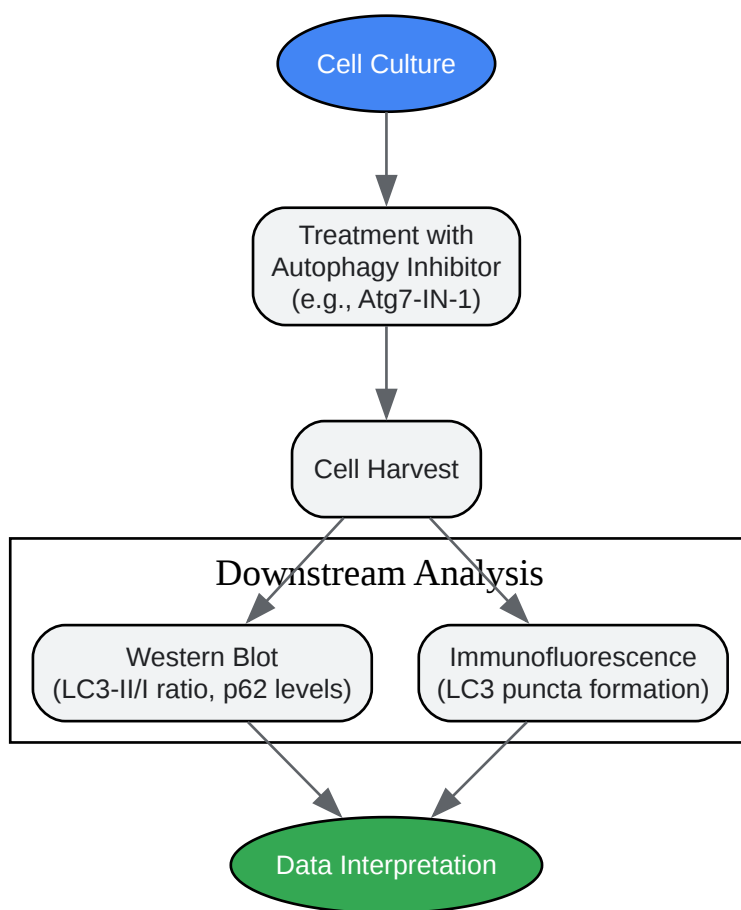 Cell Culture
Treatment with
Autophagy Inhibitor
(e.g., Atg7-IN-1)
Cell Harvest
Downstream Analysis
Western Blot
(LC3-II/I ratio, p62 levels)
Immunofluorescence
(LC3 puncta formation)
Data Interpretation